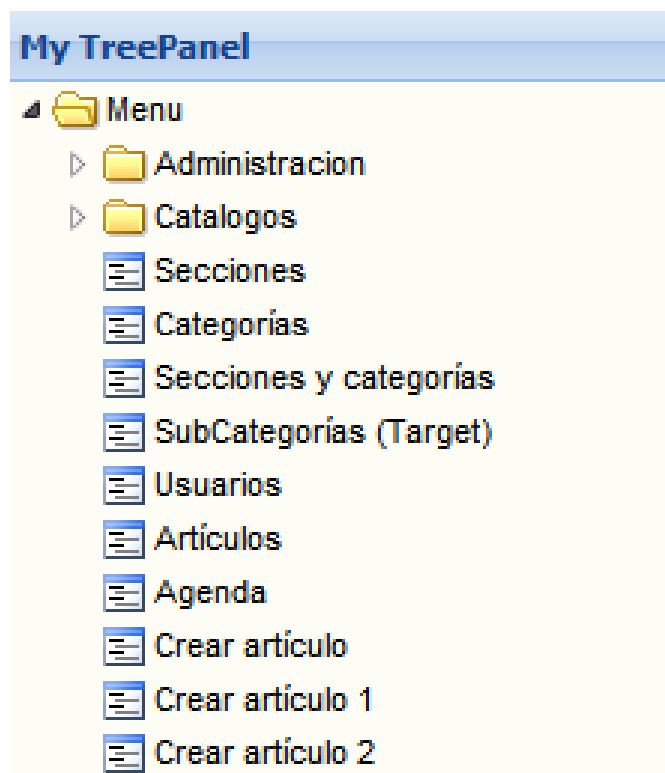 My TreePanel
Menu
Administracion
Catalogos
Secciones
Categorías
Secciones y categorías
SubCategorías (Target)
Usuarios
Artículos
Agenda
Crear artículo
Crear artículo 1
Crear artículo 2